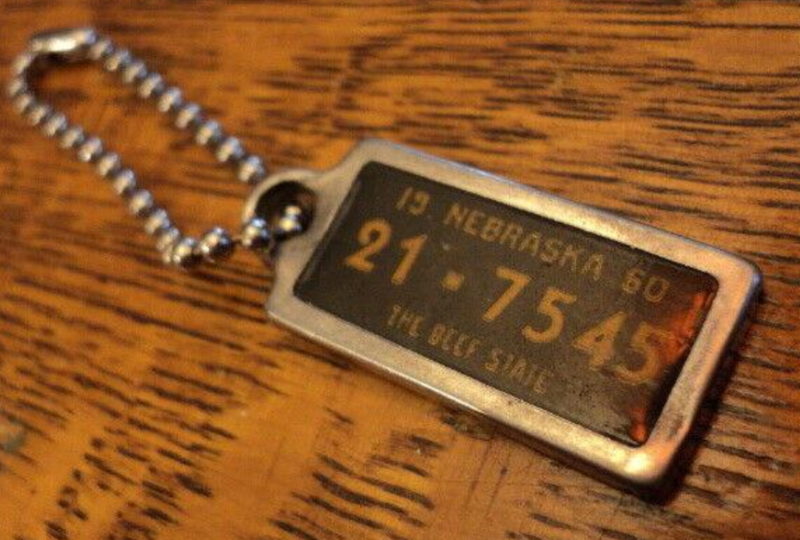 19 NEBRASKA 60
21 - 7545
THE BEEF STATE